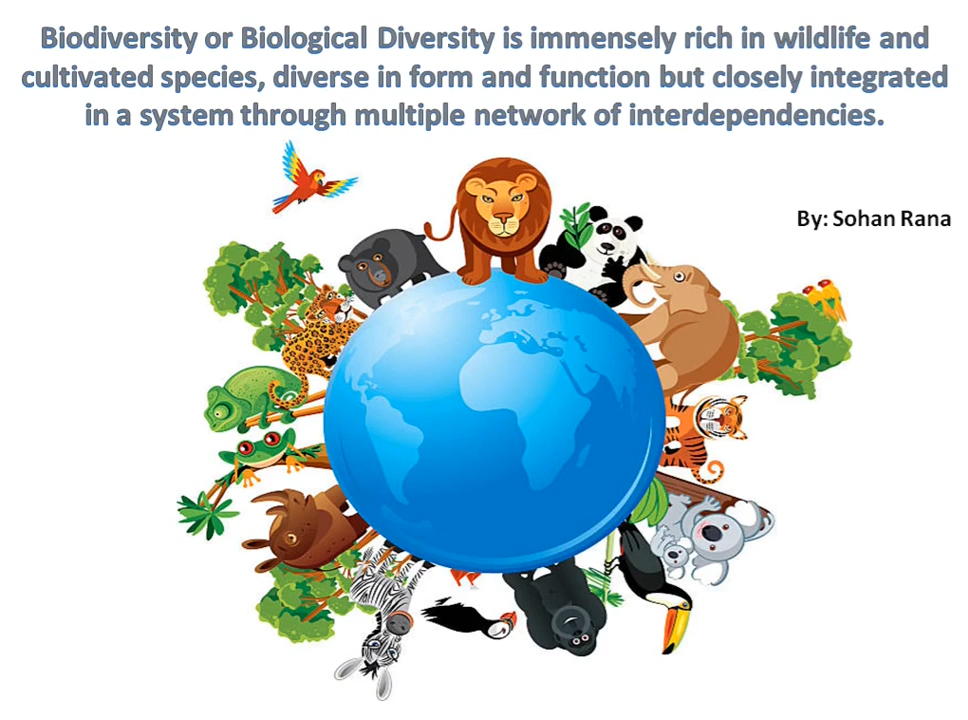 Biodiversity or Biological Diversity is immensely rich in wildlife and
cultivated species, diverse in form and function but closely integrated
in a system through multiple network of interdependencies.
By: Sohan Rana